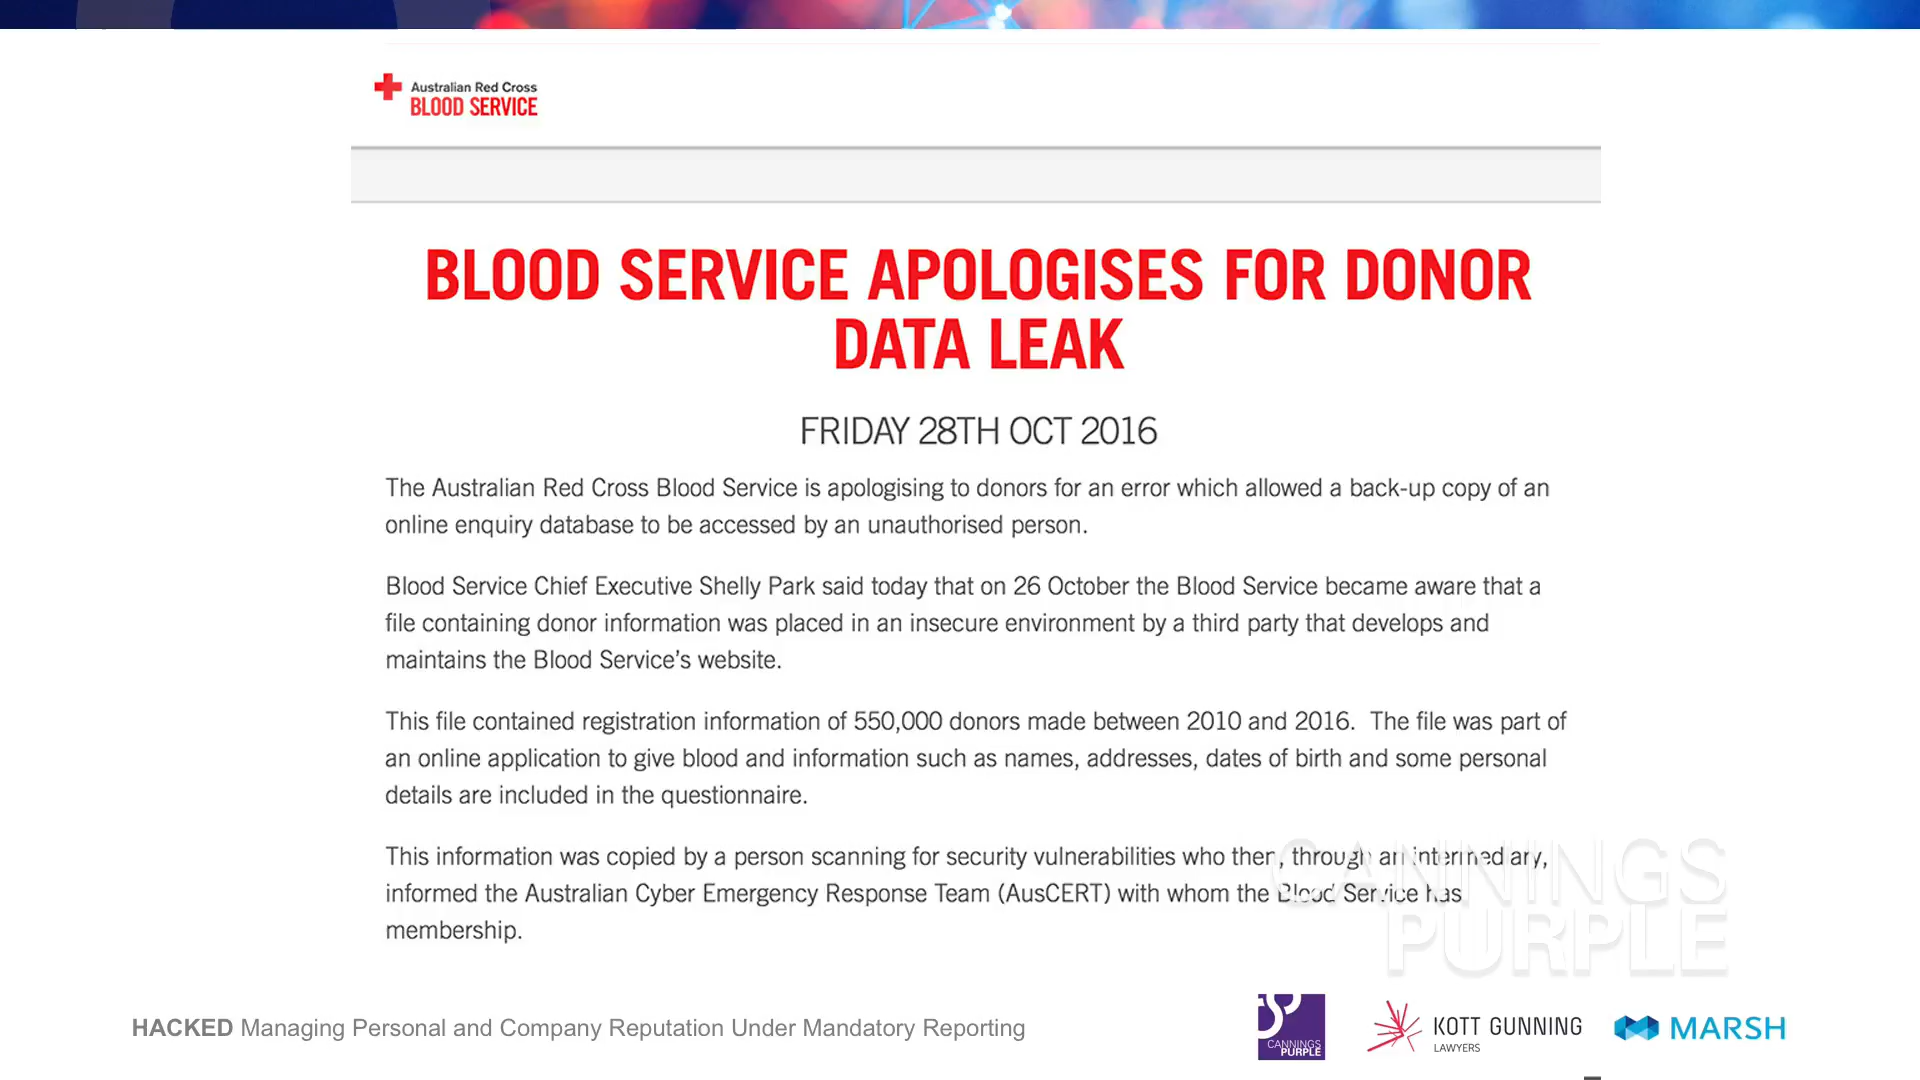 Australian Red Cross
BLOOD SERVICE
BLOOD SERVICE APOLOGISES FOR DONOR
DATA LEAK
FRIDAY 28TH OCT 2016
The Australian Red Cross Blood Service is apologising to donors for an error which allowed a back-up copy of an
online enquiry database to be accessed by an unauthorised person.
Blood Service Chief Executive Shelly Park said today that on 26 October the Blood Service became aware that a
file containing donor information was placed in an insecure environment by a third party that develops and
maintains the Blood Service’s website.
This file contained registration information of 550,000 donors made between 2010 and 2016.  The file was part of
an online application to give blood and information such as names, addresses, dates of birth and some personal
details are included in the questionnaire.
This information was copied by a person scanning for security vulnerabilities who then, through an intermediary,
informed the Australian Cyber Emergency Response Team (AusCERT) with whom the Blood Service has
membership.
CANNINGS
PURPLE
HACKED Managing Personal and Company Reputation Under Mandatory Reporting
CANNINGS
PURPLE
KOTT GUNNING
LAWYERS
MARSH